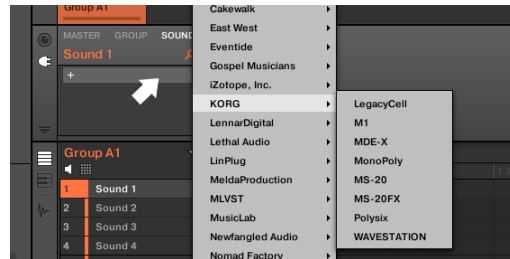 Group A1
MASTER GROUP SOUND
Sound 1
+
Group A1
1 Sound 1
2 Sound 2
3 Sound 3
4 Sound 4
Cakewalk
East West
Eventide
Gospel Musicians
iZotope, Inc.
KORG
LennarDigital
Lethal Audio
LinPlug
MeldaProduction
MLVST
MusicLab
Newfangled Audio
Nomad Factory
LegacyCell
M1
MDE-X
MonoPoly
MS-20
MS-20FX
Polysix
WAVESTATION